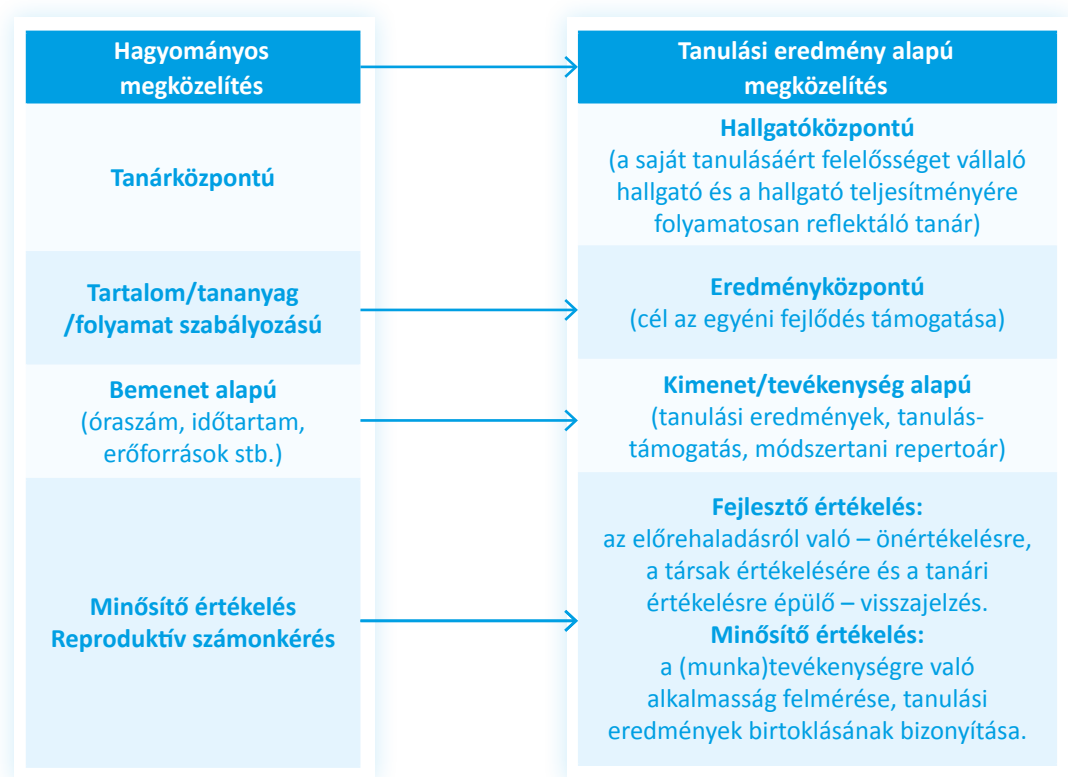 Hagyományos
megközelítés
Tanulási eredmény alapú
megközelítés
Tanárközpontú
Hallgatóközpontú
(a saját tanulásáért felelősséget vállaló
hallgató és a hallgató teljesítményére
folyamatosan reflektáló tanár)
Tartalom/tananyag
/folyamat szabályozású
Eredményközpontú
(cél az egyéni fejlődés támogatása)
Bemenet alapú
(óraszám, időtartam,
erőforrások stb.)
Kimenet/tevékenység alapú
(tanulási eredmények, tanulás-
támogatás, módszertani repertoár)
Minősítő értékelés
Reproduktív számonkérés
Fejlesztő értékelés:
az előrehaladásról való – önértékelésre,
a társak értékelésére és a tanári
értékelésre épülő – visszajelzés.
Minősítő értékelés:
a (munka)tevékenységre való
alkalmasság felmérése, tanulási
eredmények birtoklásának bizonyítása.